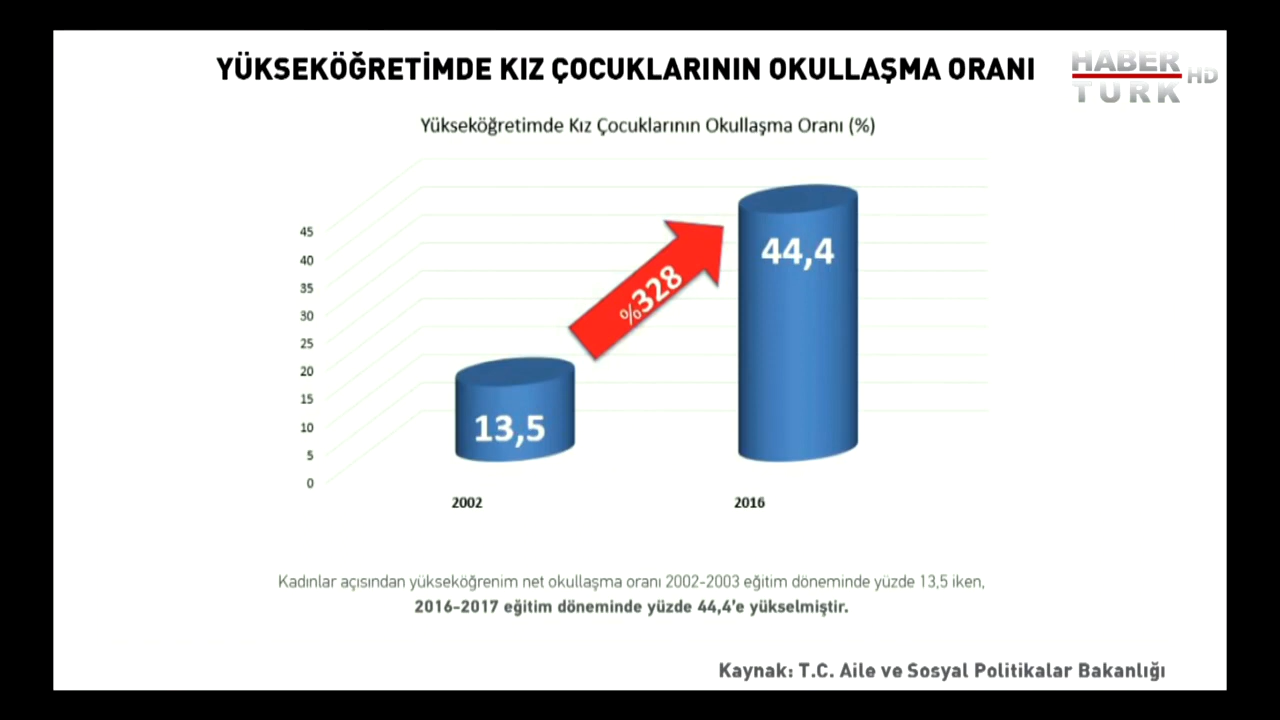 YÜKSEKÖĞRETİMDE KIZ ÇOCUKLARININ OKULLAŞMA ORANI
HABER
TURK HD
Yükseköğretimde Kız Çocuklarının Okullaşma Oranı (%)
45
40
35
30
25
20
15
10
5
0
13,5
%328
44,4
2002
2016
Kadınlar açısından yükseköğrenim net okullaşma oranı 2002-2003 eğitim döneminde yüzde 13,5 iken,
2016-2017 eğitim döneminde yüzde 44,4'e yükselmiştir.
Kaynak: T.C. Aile ve Sosyal Politikalar Bakanlığı